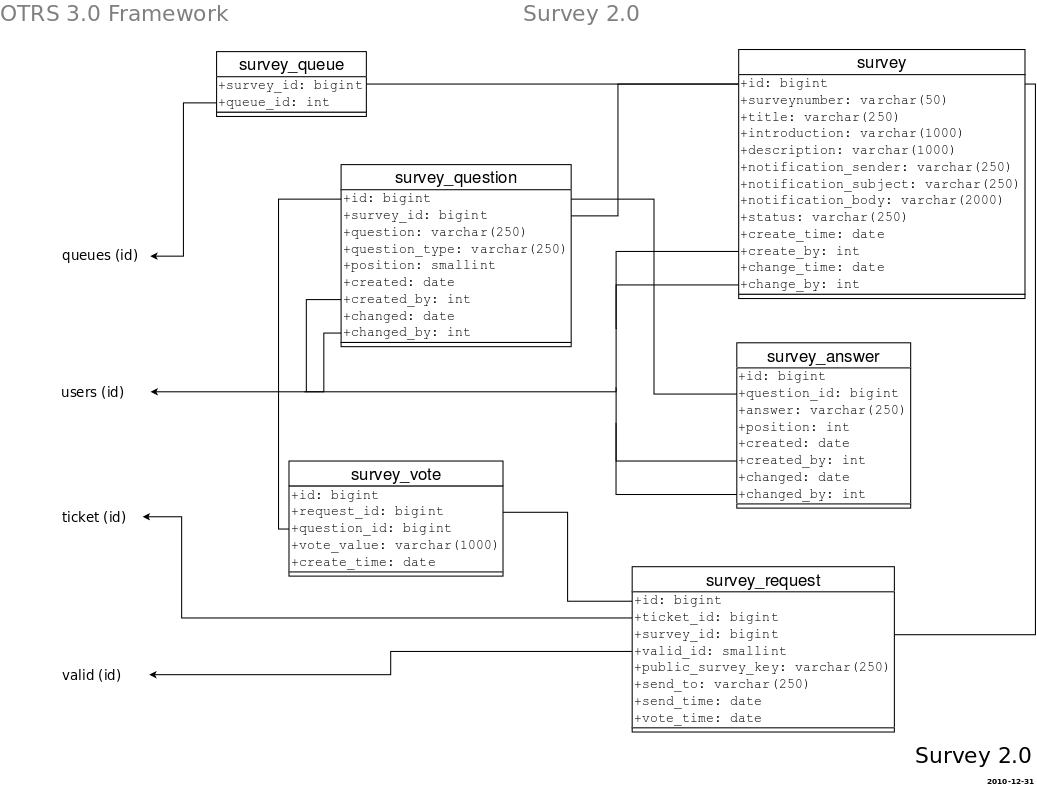 OTRS 3.0 Framework
Survey 2.0
survey_queue
+survey_id: bigint
+queue_id: int
survey
+id: bigint
+surveynumber: varchar(50)
+title: varchar(250)
+introduction: varchar(1000)
+description: varchar(1000)
+notification_sender: varchar(250)
+notification_subject: varchar(250)
+notification_body: varchar(2000)
+status: varchar(250)
+create_time: date
+create_by: int
+change_time: date
+change_by: int
survey_question
+id: bigint
+survey_id: bigint
+question: varchar(250)
+question_type: varchar(250)
+position: smallint
+created: date
+created_by: int
+changed: date
+changed_by: int
queues (id)
users (id)
survey_answer
+id: bigint
+question_id: bigint
+answer: varchar(250)
+position: int
+created: date
+created_by: int
+changed: date
+changed_by: int
survey_vote
+id: bigint
+request_id: bigint
+question_id: bigint
+vote_value: varchar(1000)
+create_time: date
ticket (id)
survey_request
+id: bigint
+ticket_id: bigint
+survey_id: bigint
+valid_id: smallint
+public_survey_key: varchar(250)
+send_to: varchar(250)
+send_time: date
+vote_time: date
valid (id)
Survey 2.0
2010-12-31